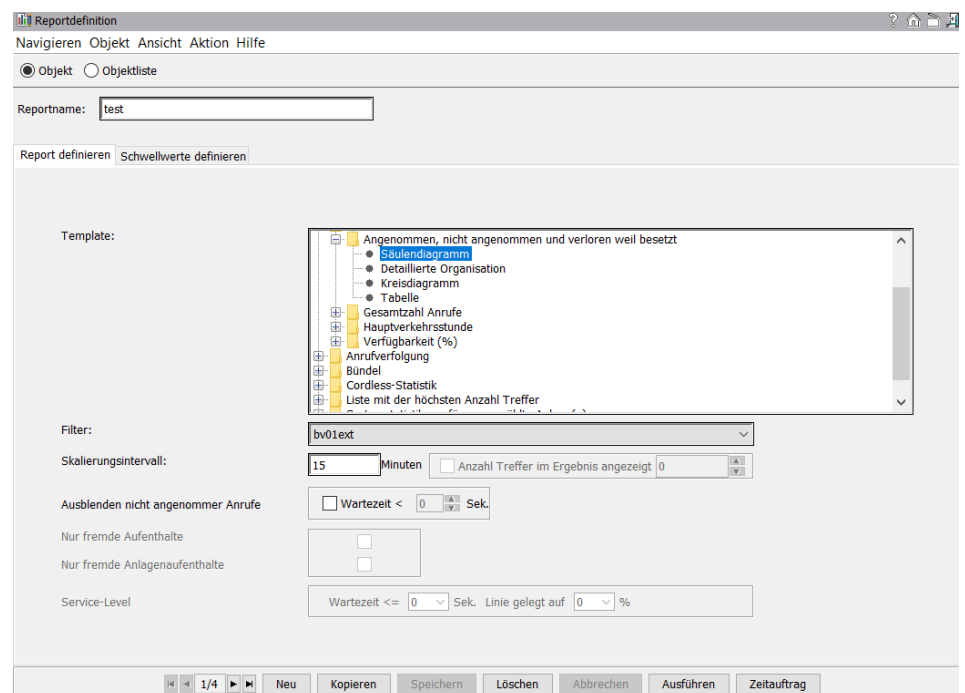 Reportdefinition
Navigieren Objekt Ansicht Aktion Hilfe
Objekt Objektliste
Reportname: test
Report definieren Schwellwerte definieren
Template:
Angenommen, nicht angenommen und verloren weil besetzt
Säulendiagramm
Detaillierte Organisation
Kreisdiagramm
Tabelle
Gesamtzahl Anrufe
Hauptverkehrsstunde
Verfügbarkeit (%)
Anrufverfolgung
Bündel
Cordless-Statistik
Liste mit der höchsten Anzahl Treffer
Filter: bv01ext
Skalierungsintervall: 15 Minuten Anzahl Treffer im Ergebnis angezeigt 0
Ausblenden nicht angenommer Anrufe Wartezeit < 0 Sek.
Nur fremde Aufenthalte
Nur fremde Anlagenaufenthalte
Service-Level Wartezeit <= 0 Sek. Linie gelegt auf 0 %
1/4 Neu Kopieren Speichern Löschen Abbrechen Ausführen Zeitauftrag